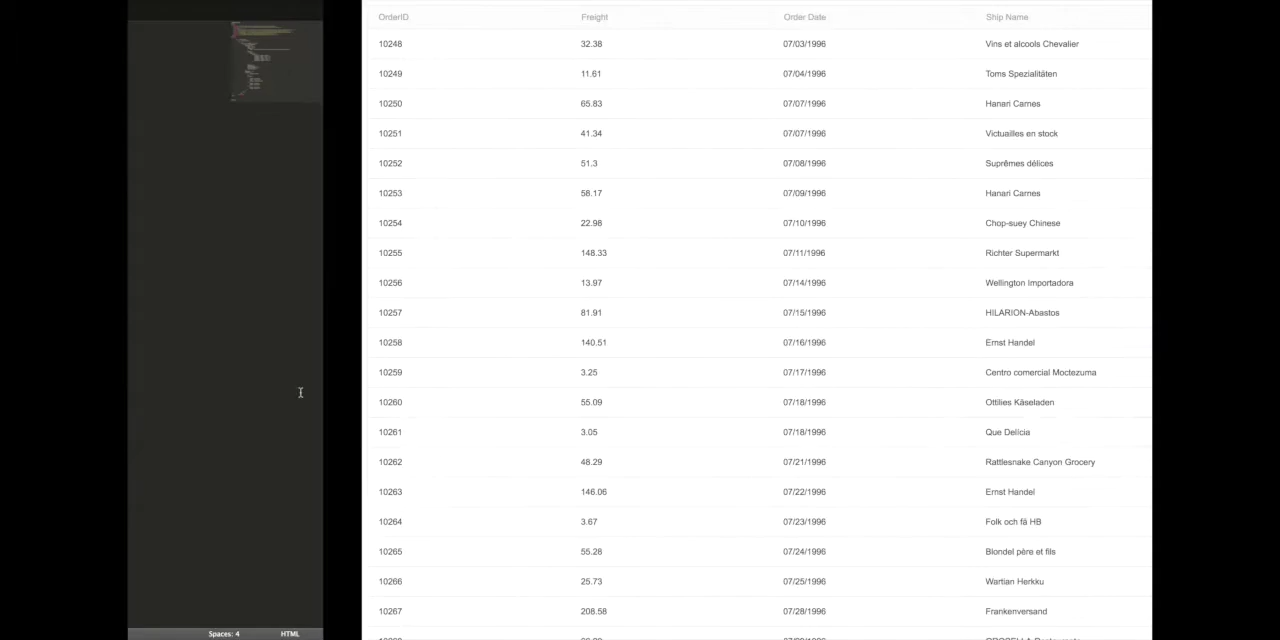 OrderID Freight Order Date Ship Name
10248 32.38 07/03/1996 Vins et alcools Chevalier
10249 11.61 07/04/1996 Toms Spezialitäten
10250 65.83 07/07/1996 Hanari Carnes
10251 41.34 07/07/1996 Victuailles en stock
10252 51.3 07/08/1996 Suprêmes délices
10253 58.17 07/09/1996 Hanari Carnes
10254 22.98 07/10/1996 Chop-suey Chinese
10255 148.33 07/11/1996 Richter Supermarkt
10256 13.97 07/14/1996 Wellington Importadora
10257 81.91 07/15/1996 HILARION-Abastos
10258 140.51 07/16/1996 Ernst Handel
10259 3.25 07/17/1996 Centro comercial Moctezuma
10260 55.09 07/18/1996 Ottilies Käseladen
10261 3.05 07/18/1996 Que Delícia
10262 48.29 07/21/1996 Rattlesnake Canyon Grocery
10263 146.06 07/22/1996 Ernst Handel
10264 3.67 07/23/1996 Folk och fä HB
10265 55.28 07/24/1996 Blondel père et fils
10266 25.73 07/25/1996 Wartian Herkku
10267 208.58 07/28/1996 Frankenversand
Spaces: 4 HTML